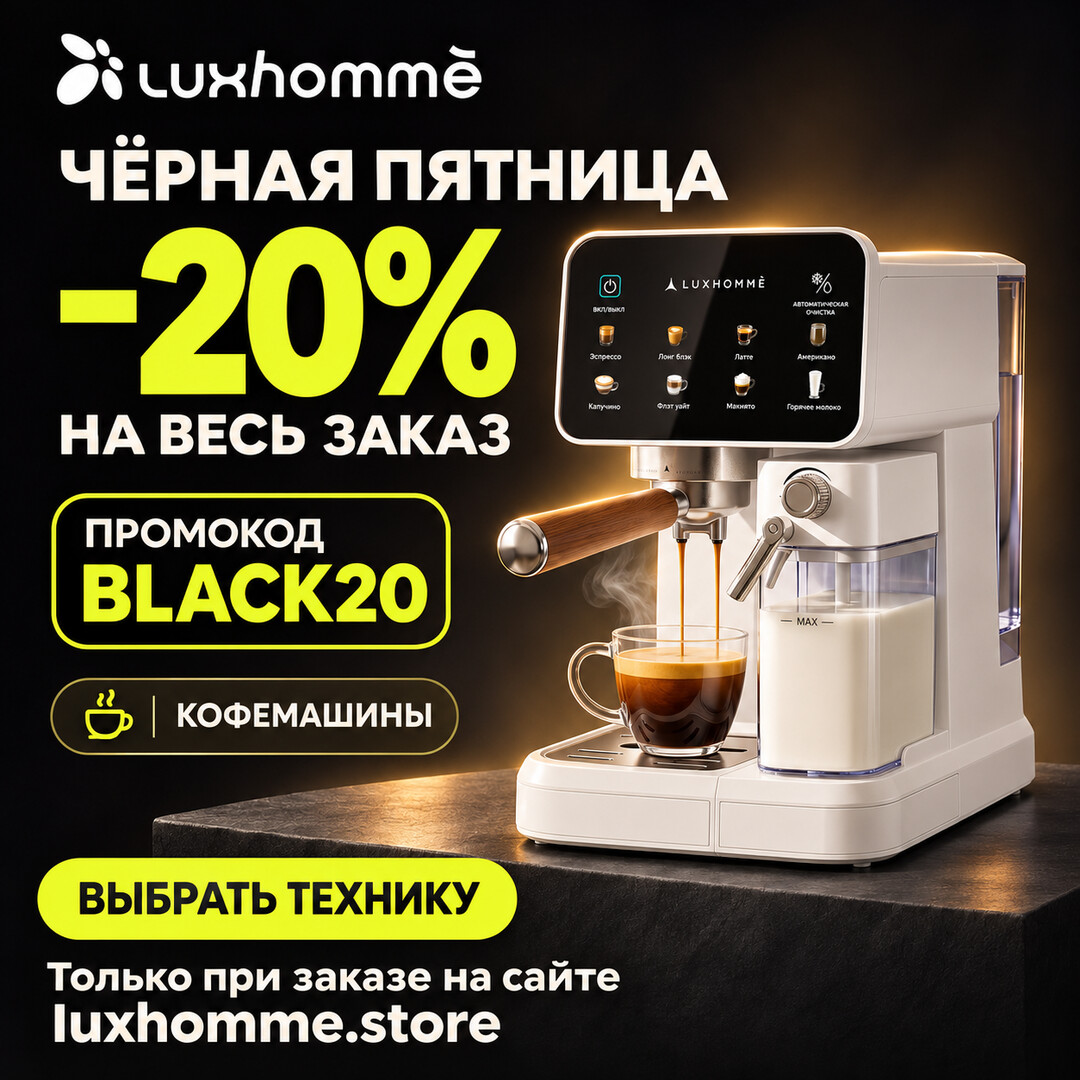 luxhommè
ЧЁРНАЯ ПЯТНИЦА
-20%
НА ВЕСЬ ЗАКАЗ
ПРОМОКОД
BLACK20
КОФЕМАШИНЫ
ВЫБРАТЬ ТЕХНИКУ
Только при заказе на сайте
luxhomme.store
LUXHOMMÈ
ВКЛ/ВЫКЛ
АВТОМАТИЧЕСКАЯ
ОЧИСТКА
Эспрессо Лонг блэк Латте Американо
Капучино Флэт уайт Макиято Горячее молоко
MAX